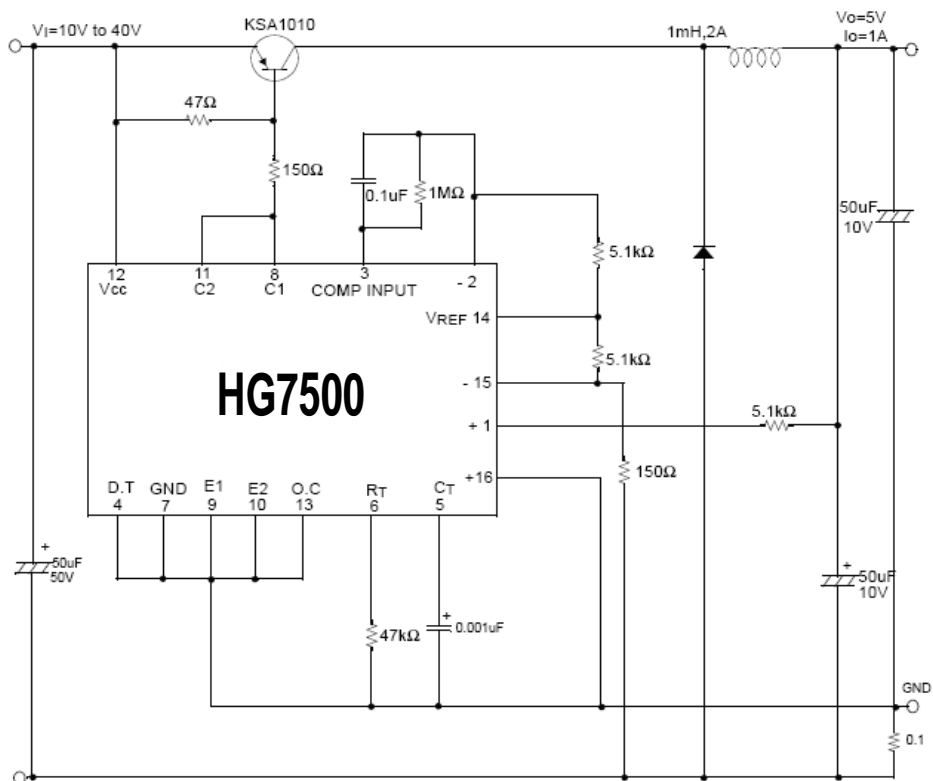 VI=10V to 40V
KSA1010
1mH,2A
Vo=5V
Io=1A
47Ω
150Ω
0.1uF
1MΩ
5.1kΩ
50uF
10V
12
Vcc
11
C2
8
C1
3
COMP INPUT
- 2
VREF 14
5.1kΩ
- 15
HG7500
+ 1
5.1kΩ
+16
150Ω
D.T
4
GND
7
E1
9
E2
10
O.C
13
RT
6
CT
5
+
50uF
50V
+
50uF
10V
47kΩ
+
0.001uF
GND
0.1